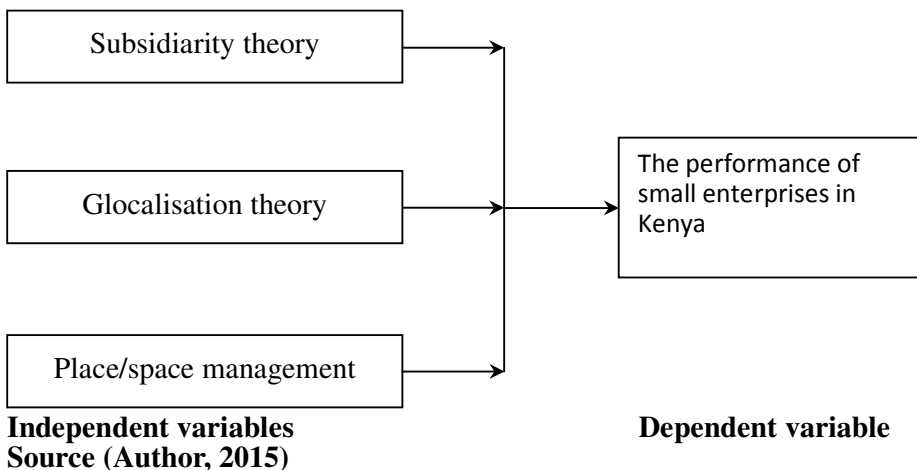 Subsidiarity theory
Glocalisation theory
Place/space management
The performance of
small enterprises in
Kenya
Independent variables
Dependent variable
Source (Author, 2015)